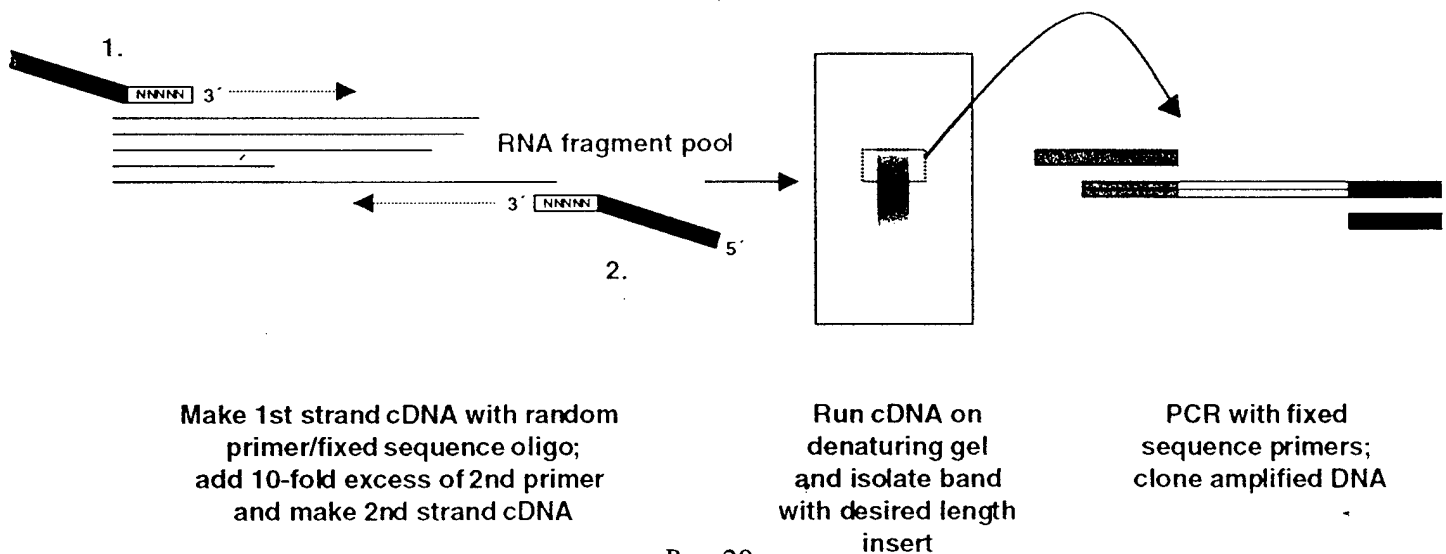 1.
NNNNN 3´
RNA fragment pool
3´ NNNNN
5´
2.
Make 1st strand cDNA with random
primer/fixed sequence oligo;
add 10-fold excess of 2nd primer
and make 2nd strand cDNA
Run cDNA on
denaturing gel
and isolate band
with desired length
insert
PCR with fixed
sequence primers;
clone amplified DNA